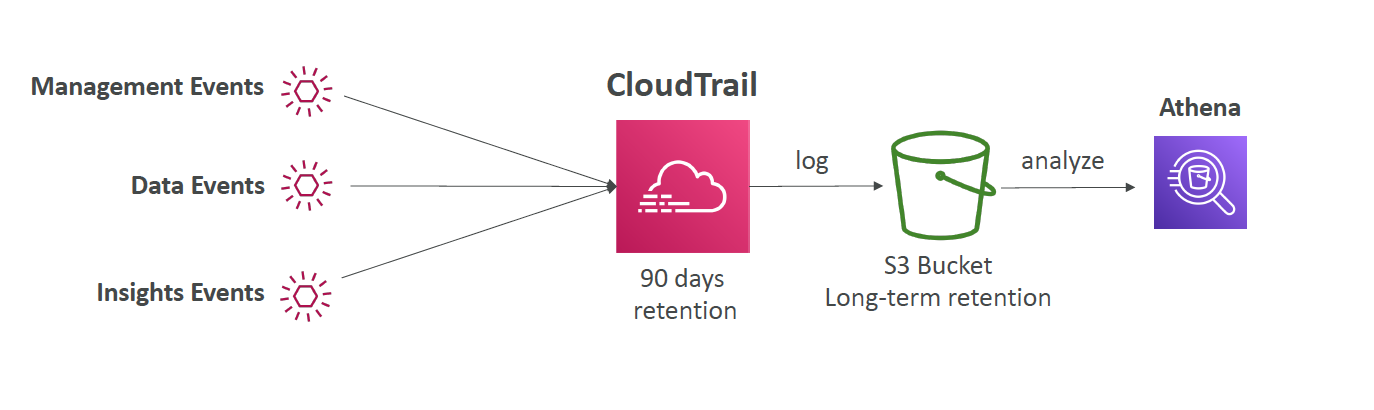 Management Events
Data Events
Insights Events
CloudTrail
90 days
retention
log
S3 Bucket
Long-term retention
analyze
Athena